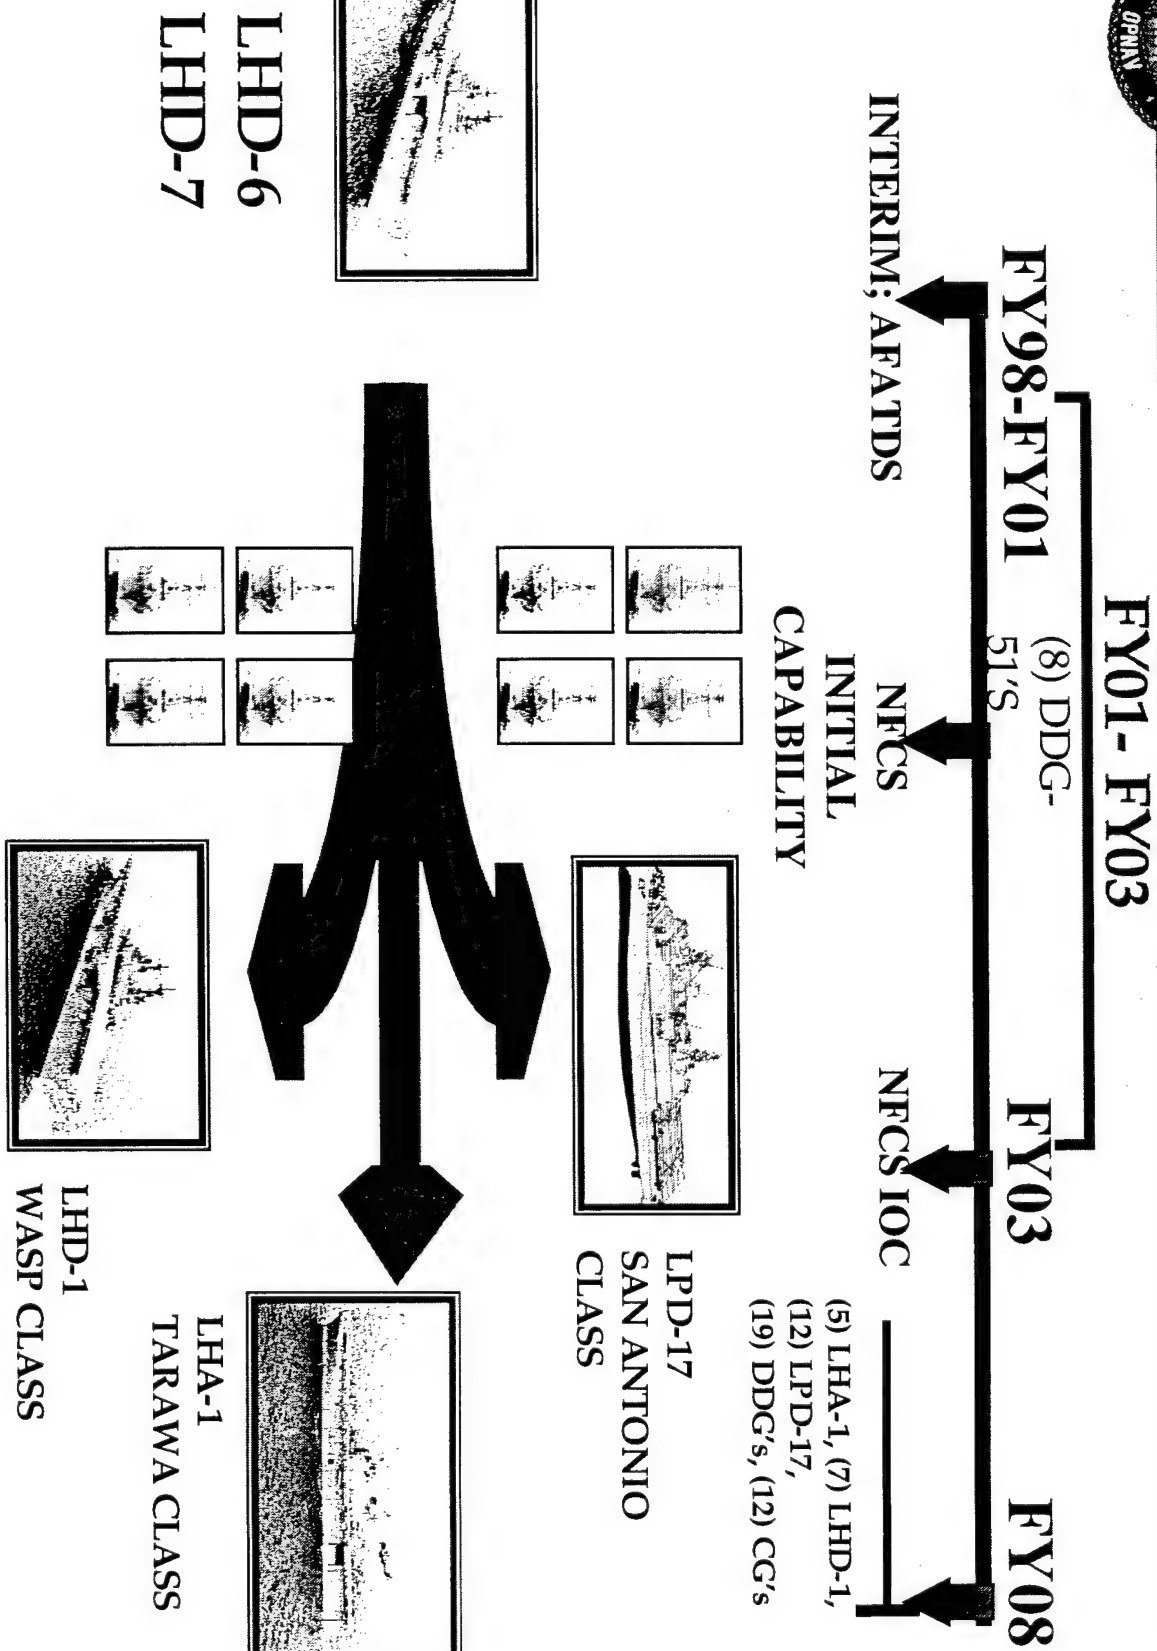 OPNAV
FY01- FY03
FY98-FY01
(8) DDG-
51'S
FY03
FY08
INTERIM; AFATDS
NFCS
INITIAL
CAPABILITY
NFCS IOC
(5) LHA-1, (7) LHD-1,
(12) LPD-17,
(19) DDG's, (12) CG's
LPD-17
SAN ANTONIO
CLASS
LHD-6
LHD-7
LHA-1
TARAWA CLASS
LHD-1
WASP CLASS